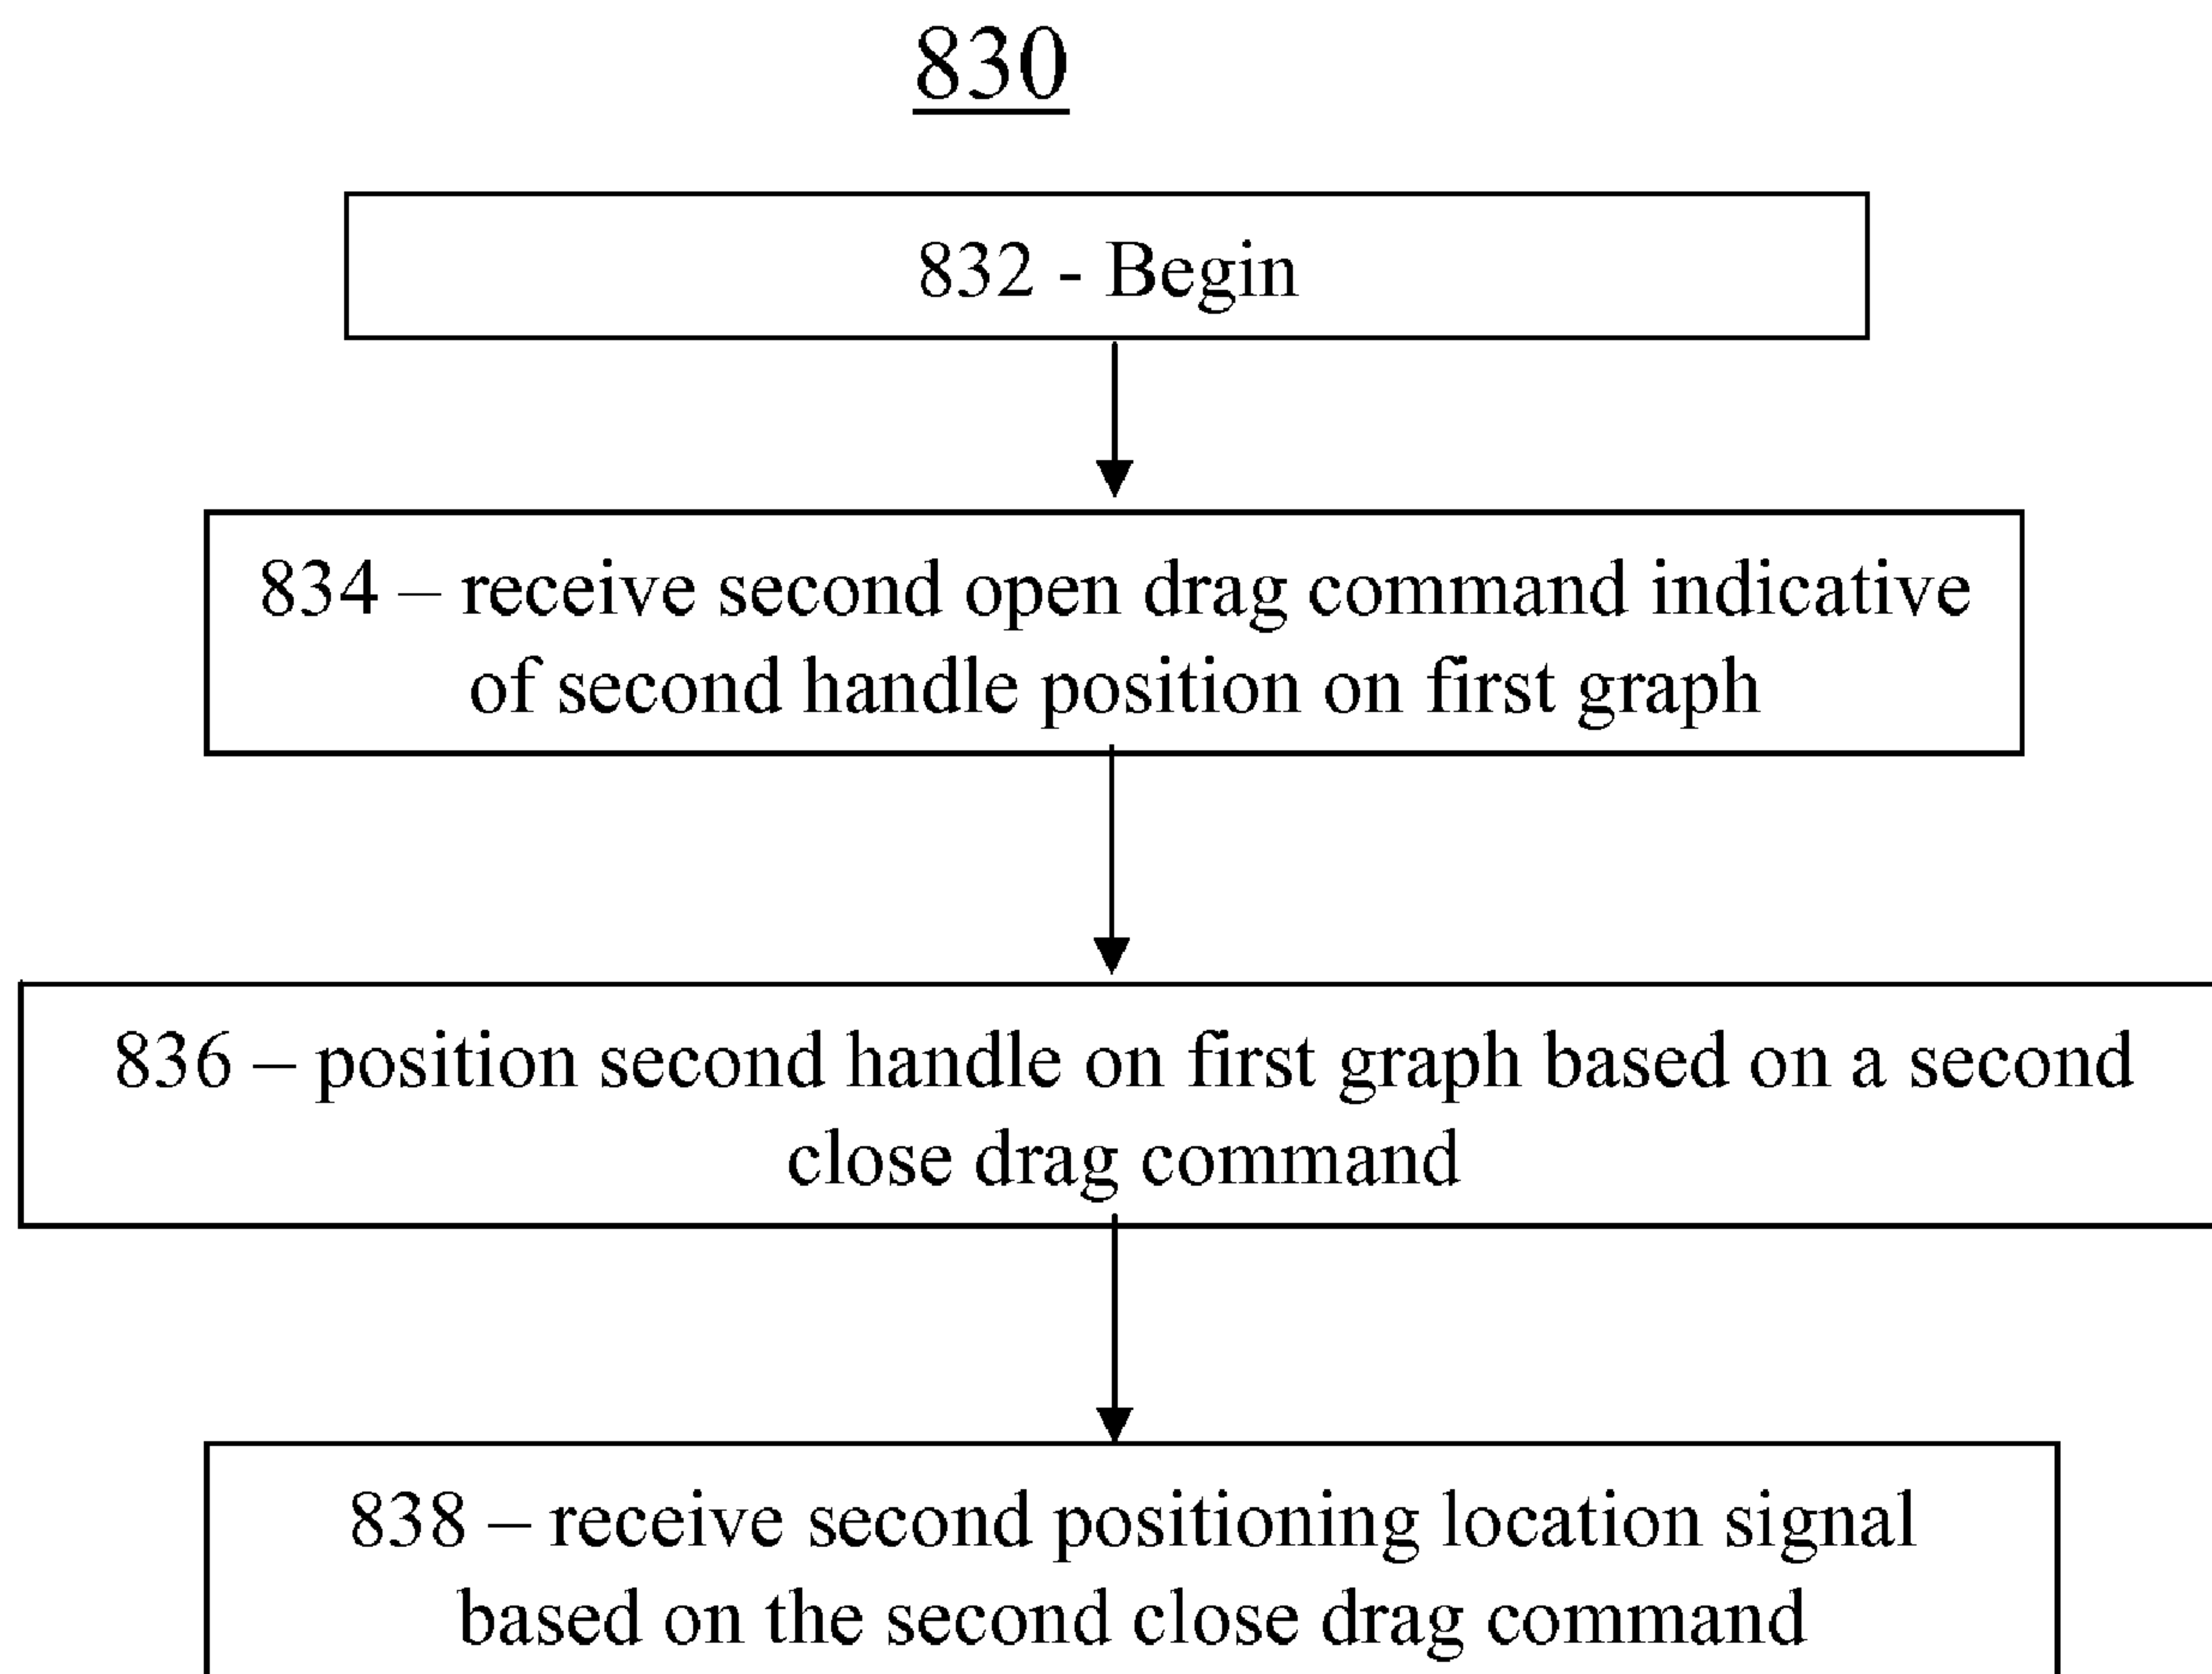 830
832 - Begin
834 – receive second open drag command indicative
of second handle position on first graph
836 – position second handle on first graph based on a second
close drag command
838 – receive second positioning location signal
based on the second close drag command